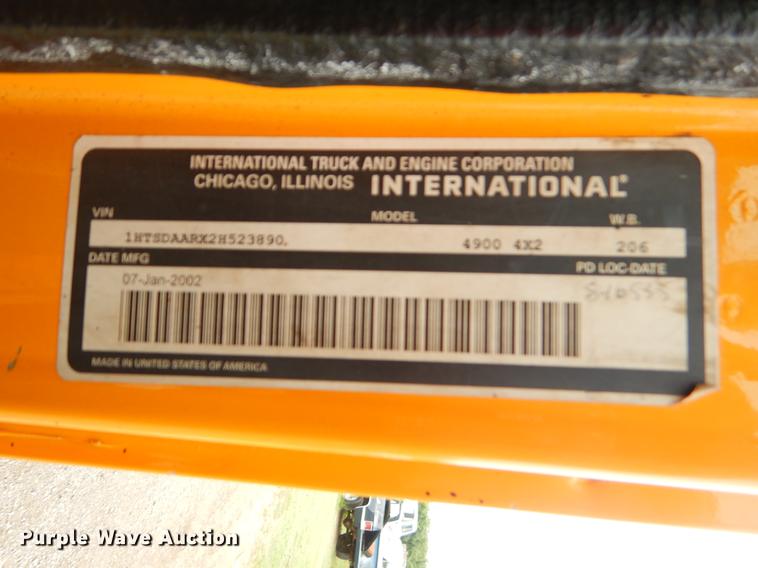 INTERNATIONAL TRUCK AND ENGINE CORPORATION
CHICAGO, ILLINOIS INTERNATIONAL®
VIN MODEL W.B.
1HTSDAARX2H523890, 4900 4X2 206
DATE MFG PD LOC-DATE
07-Jan-2002
MADE IN UNITED STATES OF AMERICA
Purple Wave Auction